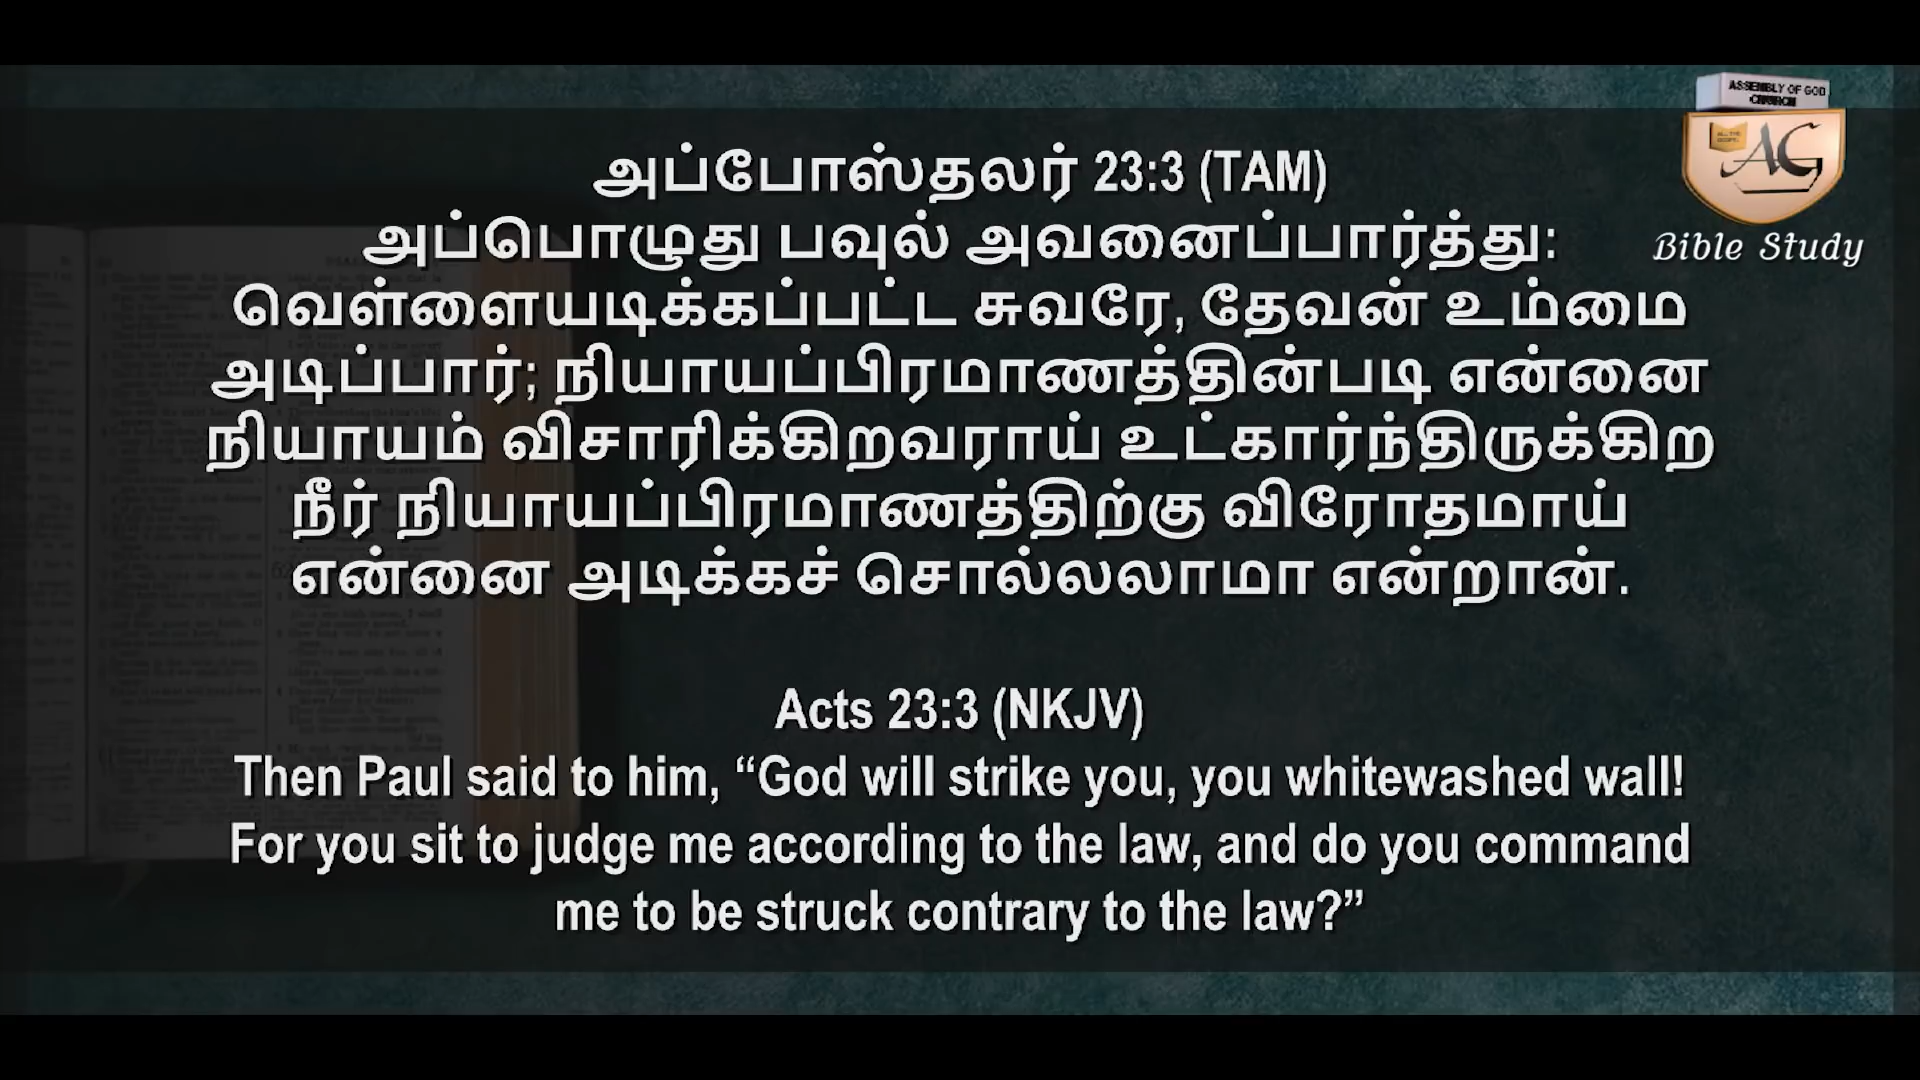 ASSEMBLY OF GOD
CHURCH
AG
Bible Study
அப்போஸ்தலர் 23:3 (TAM)
அப்பொழுது பவுல் அவனைப்பார்த்து:
வெள்ளையடிக்கப்பட்ட சுவரே, தேவன் உம்மை
அடிப்பார்; நியாயப்பிரமாணத்தின்படி என்னை
நியாயம் விசாரிக்கிறவராய் உட்கார்ந்திருக்கிற
நீர் நியாயப்பிரமாணத்திற்கு விரோதமாய்
என்னை அடிக்கச் சொல்லலாமா என்றான்.
Acts 23:3 (NKJV)
Then Paul said to him, “God will strike you, you whitewashed wall!
For you sit to judge me according to the law, and do you command
me to be struck contrary to the law?”